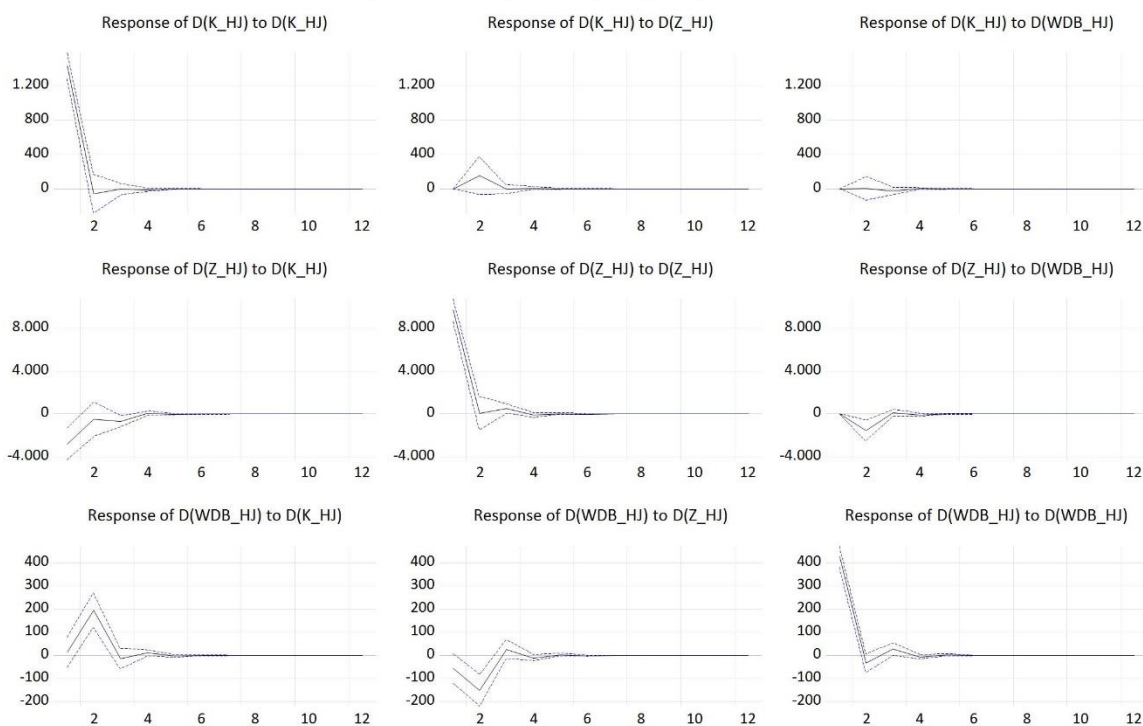 Response of D(K_HJ) to D(K_HJ)
Response of D(K_HJ) to D(Z_HJ)
Response of D(K_HJ) to D(WDB_HJ)
1.200
800
400
0
2 4 6 8 10 12
1.200
800
400
0
2 4 6 8 10 12
1.200
800
400
0
2 4 6 8 10 12
Response of D(Z_HJ) to D(K_HJ)
Response of D(Z_HJ) to D(Z_HJ)
Response of D(Z_HJ) to D(WDB_HJ)
8.000
4.000
0
-4.000
2 4 6 8 10 12
8.000
4.000
0
-4.000
2 4 6 8 10 12
8.000
4.000
0
-4.000
2 4 6 8 10 12
Response of D(WDB_HJ) to D(K_HJ)
Response of D(WDB_HJ) to D(Z_HJ)
Response of D(WDB_HJ) to D(WDB_HJ)
400
300
200
100
0
-100
-200
2 4 6 8 10 12
400
300
200
100
0
-100
-200
2 4 6 8 10 12
400
300
200
100
0
-100
-200
2 4 6 8 10 12